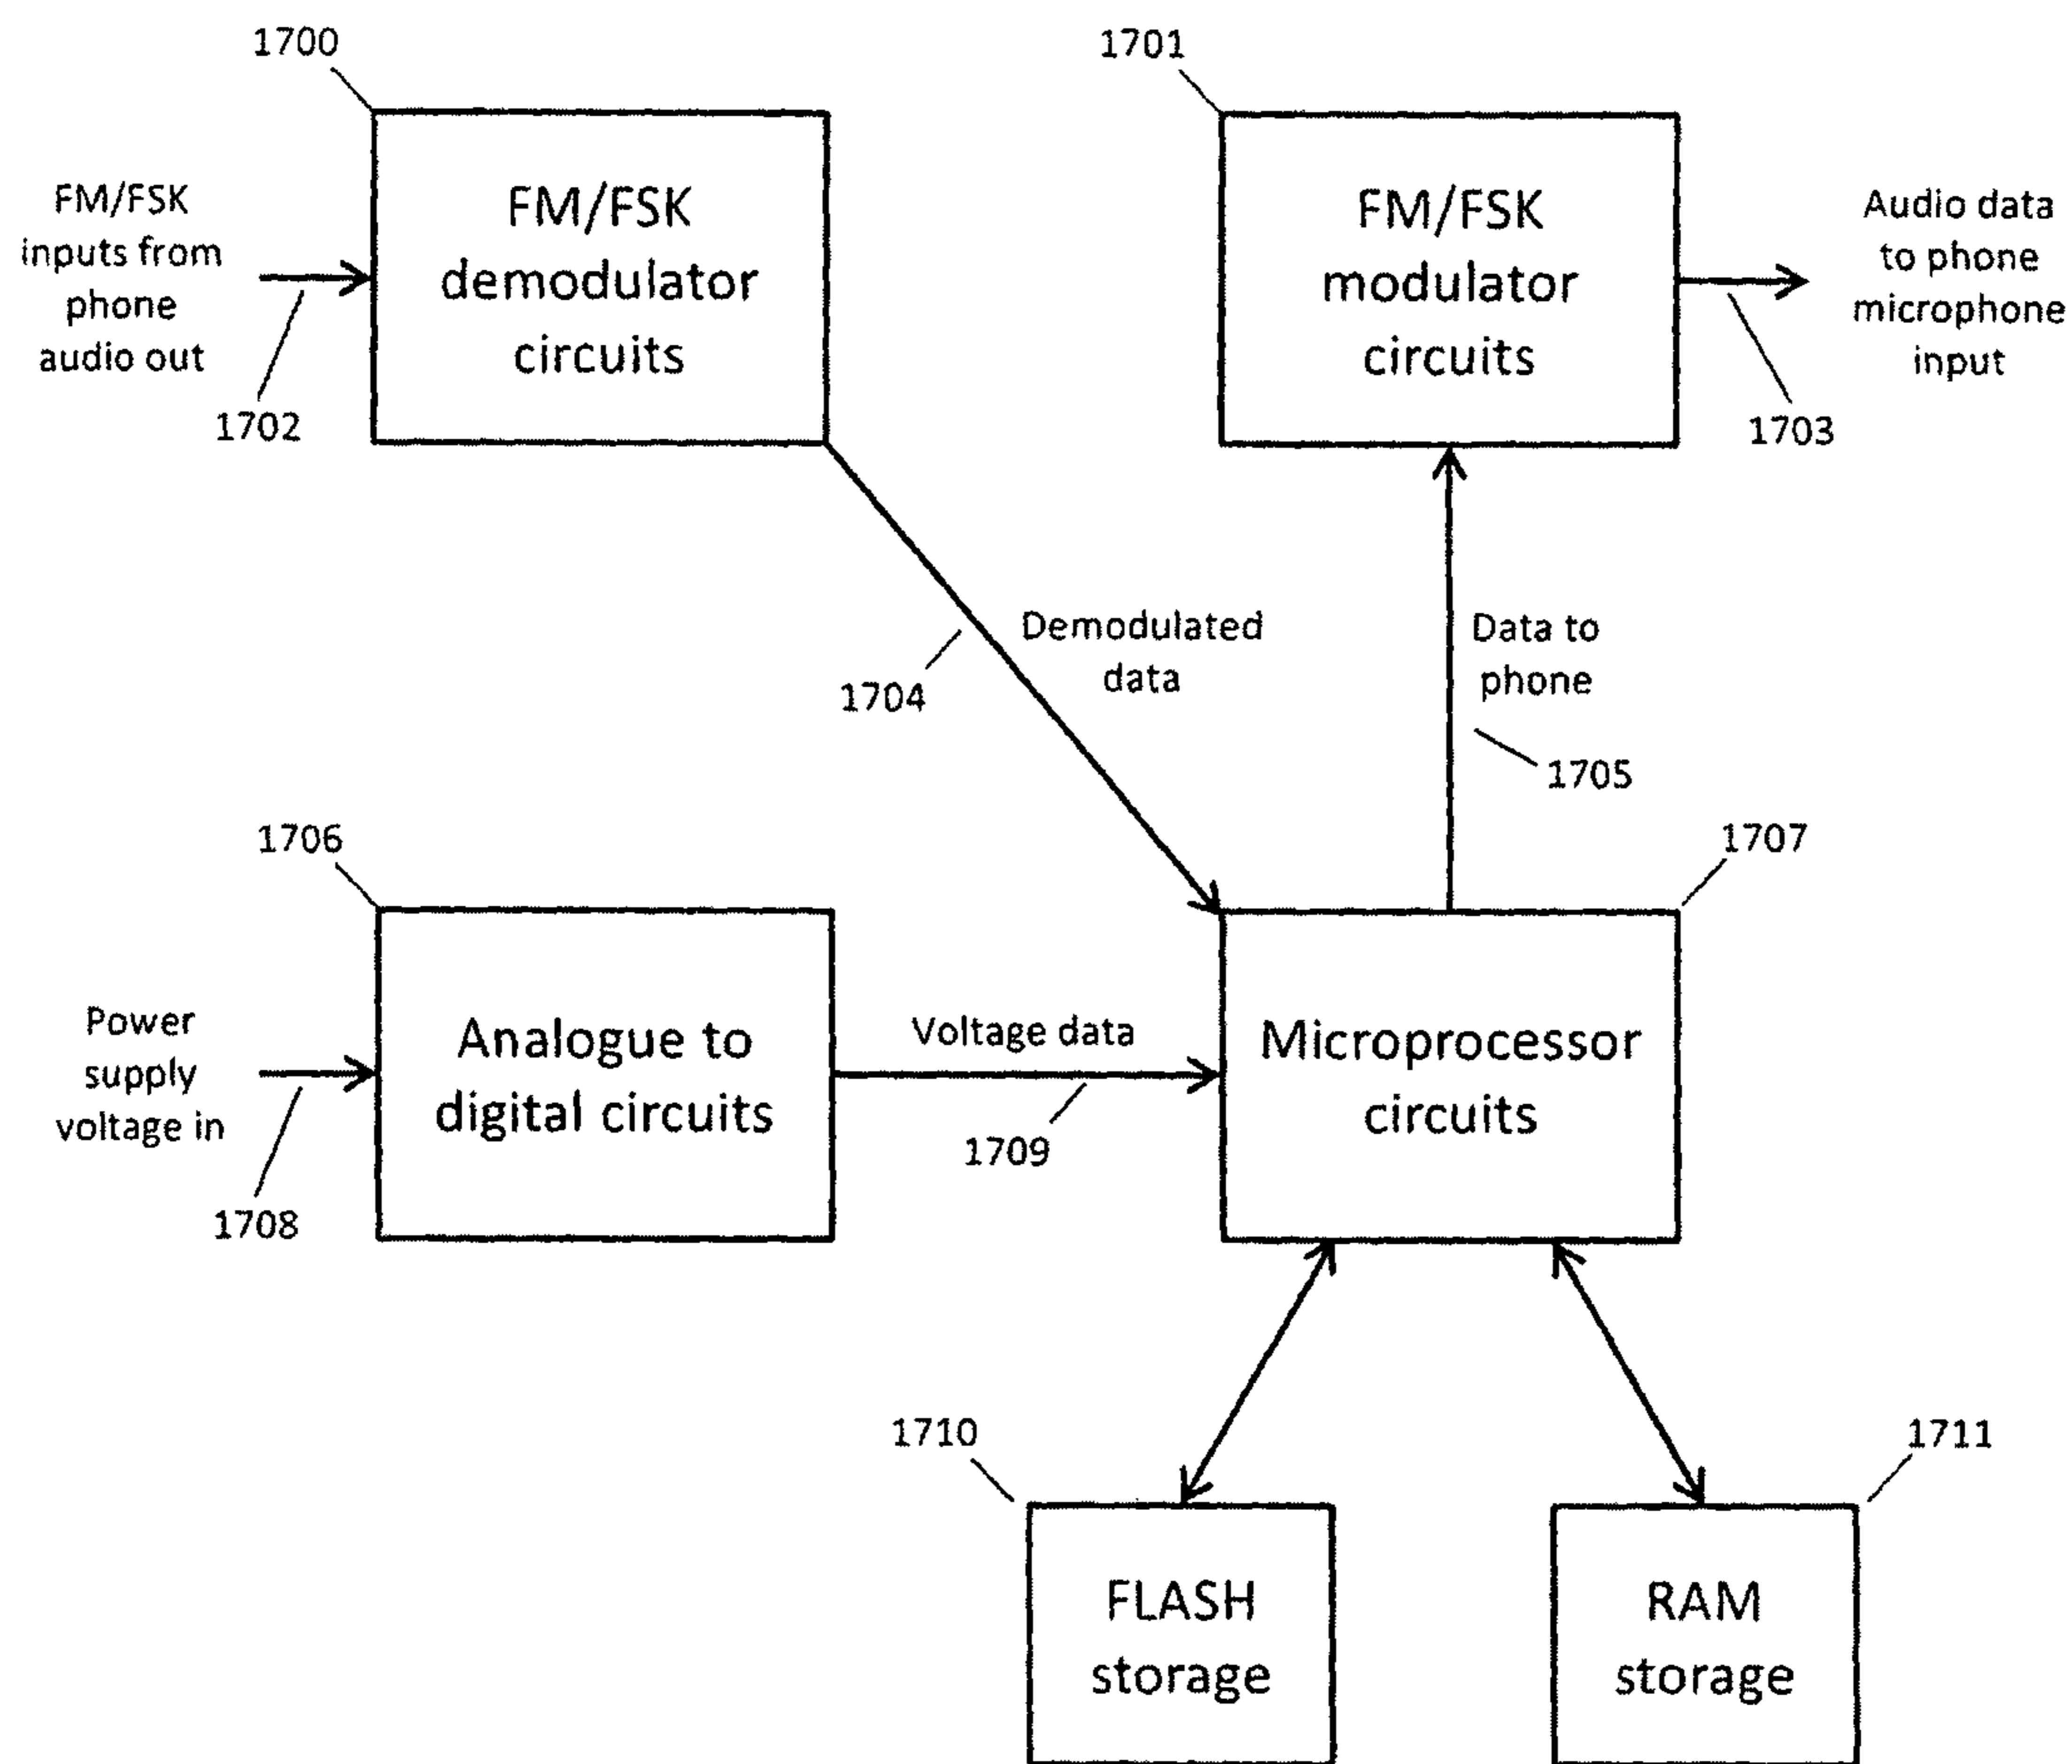 1700
1701
FM/FSK
inputs from
phone
audio out
1702
FM/FSK
demodulator
circuits
FM/FSK
modulator
circuits
Audio data
to phone
microphone
input
1703
Demodulated
data
1704
Data to
phone
1705
1706
1707
Power
supply
voltage in
1708
Analogue to
digital circuits
Voltage data
1709
Microprocessor
circuits
1710
1711
FLASH
storage
RAM
storage